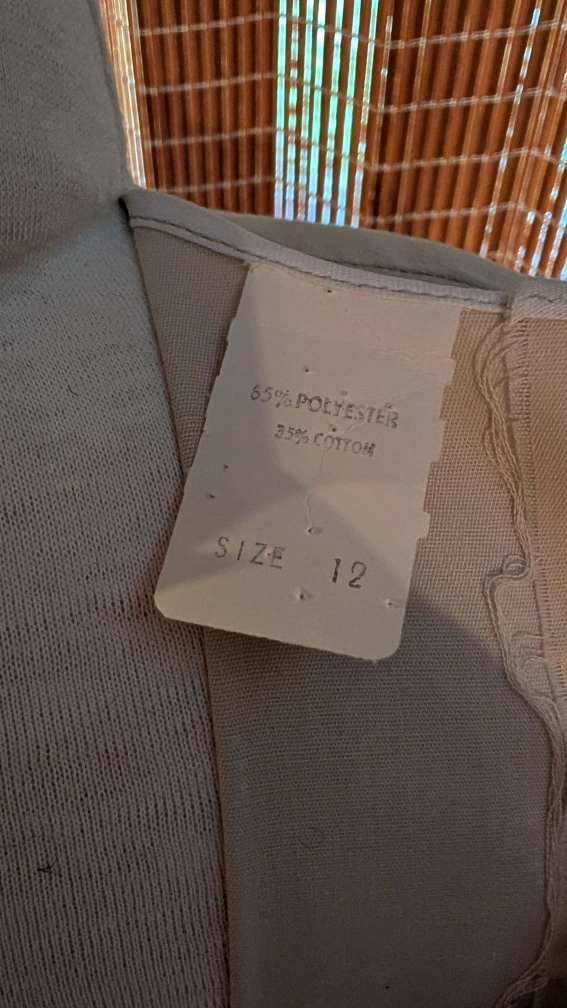 65% POLYESTER
35% COTTON
SIZE 12